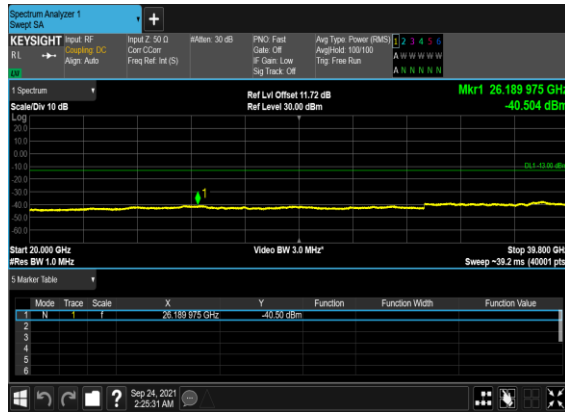 Spectrum Analyzer 1
Swept SA
+
KEYSIGHT Input: RF Input Z: 50 Ω #Atten: 30 dB PNO: Fast Avg Type: Power (RMS) 1 2 3 4 5 6
RL Coupling: DC Corr CCorr Gate: Off Avg|Hold: 100/100 A W W W W W
Align: Auto Freq Ref: Int (S) IF Gain: Low Trig: Free Run
Sig Track: Off A N N N N N
LW
1 Spectrum Ref Lvl Offset 11.72 dB Mkr1 26.189 975 GHz
Scale/Div 10 dB Ref Level 30.00 dBm -40.504 dBm
Log
20.0
10.0
0.00
-10.0 DL1 -13.00 dBm
-20.0
-30.0 1
-40.0
-50.0
-60.0
Start 20.000 GHz Video BW 3.0 MHz* Stop 39.800 GHz
#Res BW 1.0 MHz Sweep ~39.2 ms (40001 pts)
5 Marker Table
Mode Trace Scale X Y Function Function Width Function Value
1 N 1 f 26.189 975 GHz -40.50 dBm
2
3
4
5
6
? Sep 24, 2021
2:25:31 AM